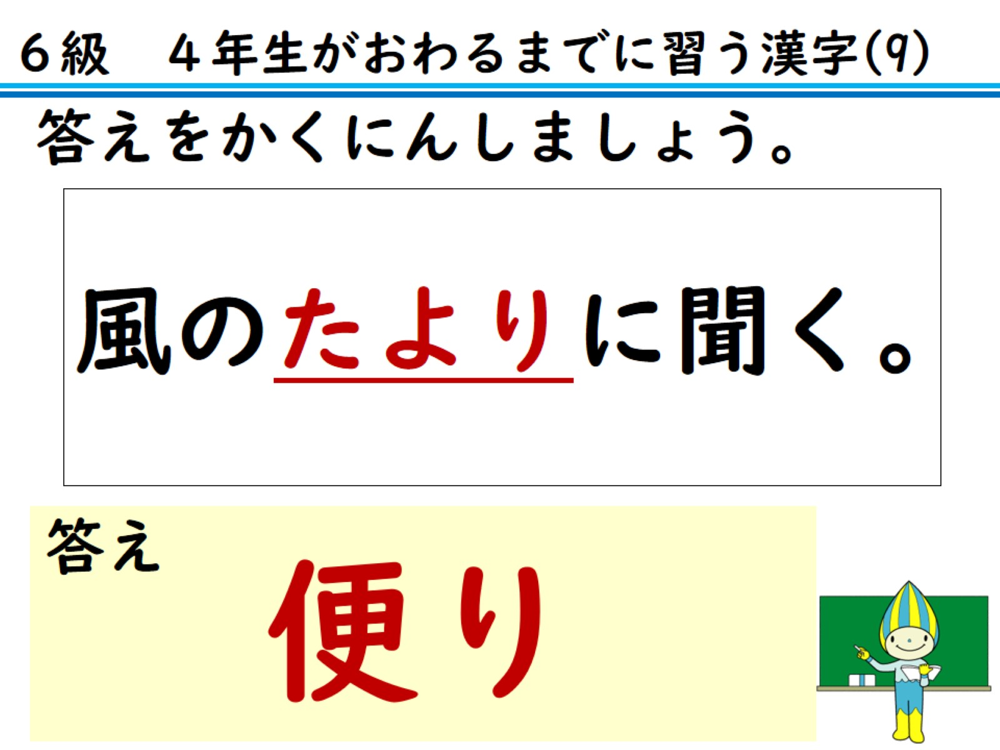 ６級　４年生がおわるまでに習う漢字(9)
答えをかくにんしましょう。
風のたよりに聞く。
答え
便り